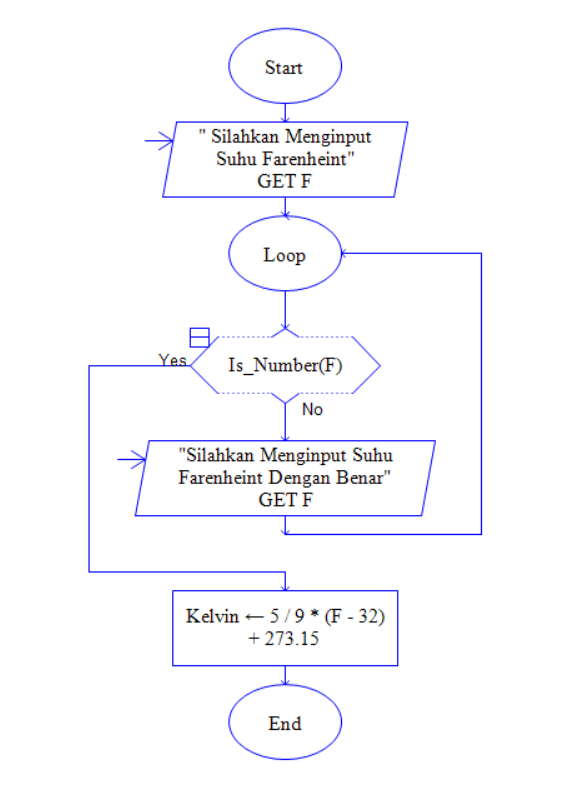 Start
" Silahkan Menginput
Suhu Farenheint"
GET F
Loop
Yes
Is_Number(F)
No
"Silahkan Menginput Suhu
Farenheint Dengan Benar"
GET F
Kelvin ← 5 / 9 * (F - 32)
+ 273.15
End